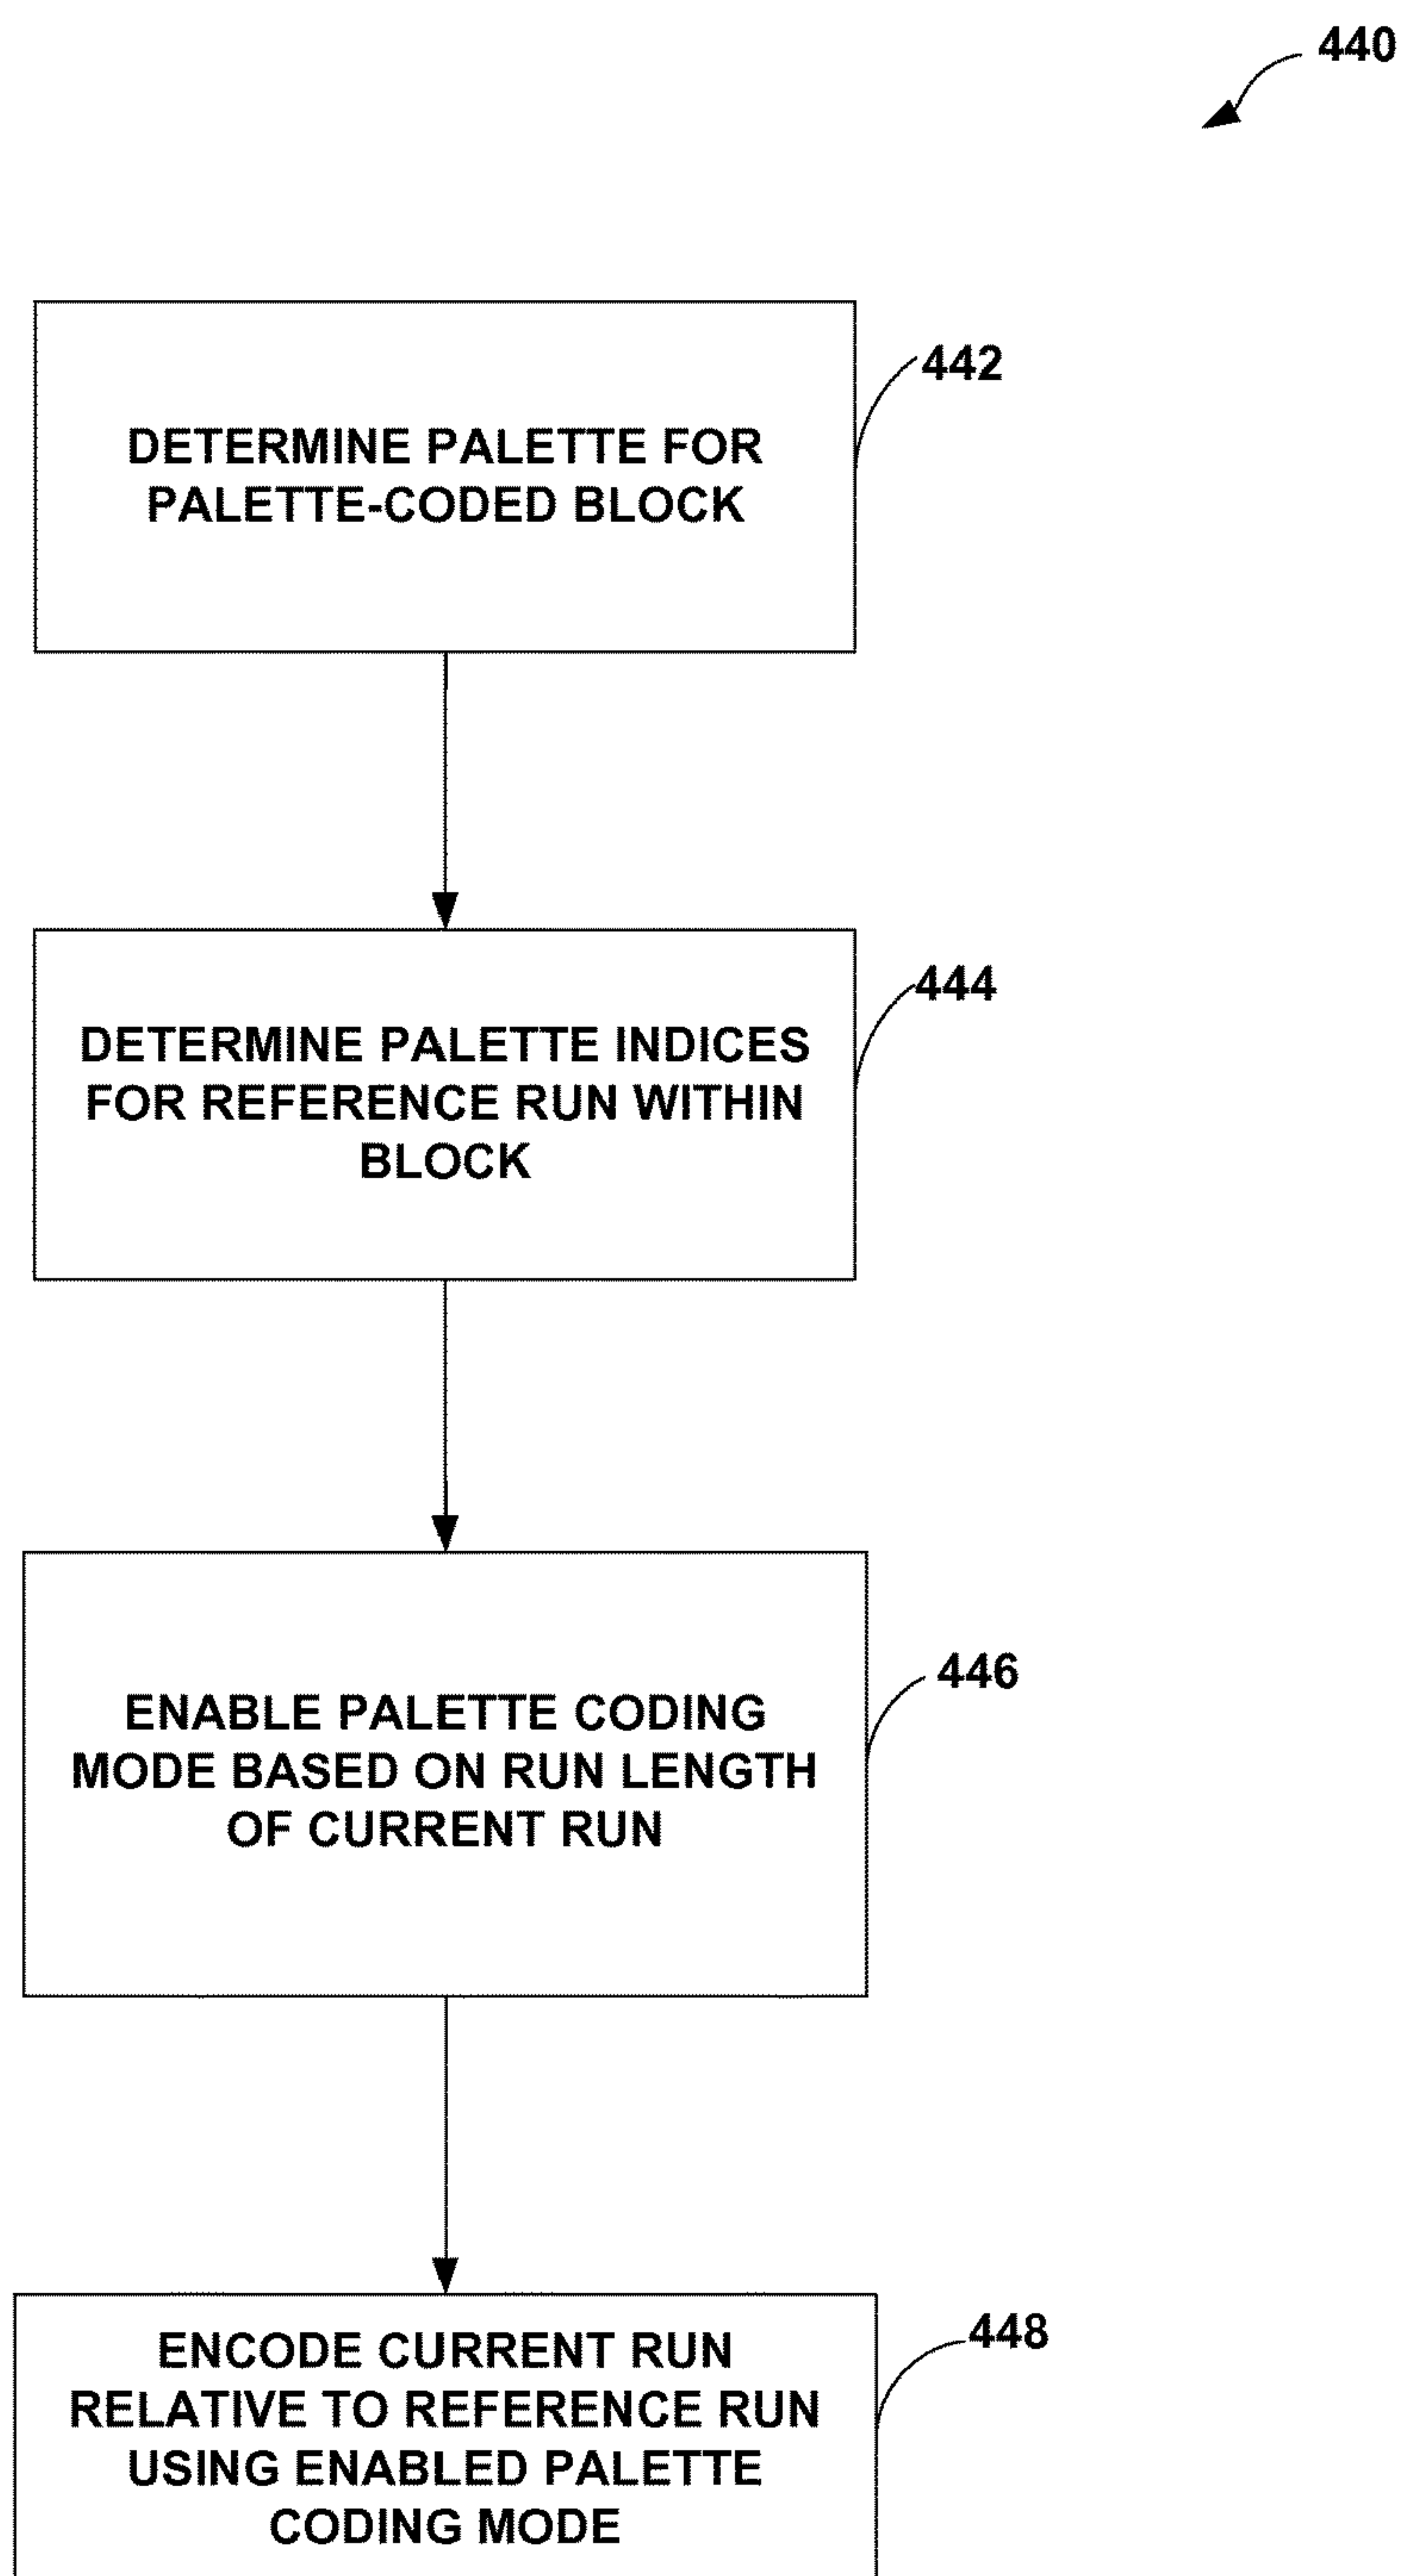 440
442
DETERMINE PALETTE FOR
PALETTE-CODED BLOCK
444
DETERMINE PALETTE INDICES
FOR REFERENCE RUN WITHIN
BLOCK
446
ENABLE PALETTE CODING
MODE BASED ON RUN LENGTH
OF CURRENT RUN
448
ENCODE CURRENT RUN
RELATIVE TO REFERENCE RUN
USING ENABLED PALETTE
CODING MODE